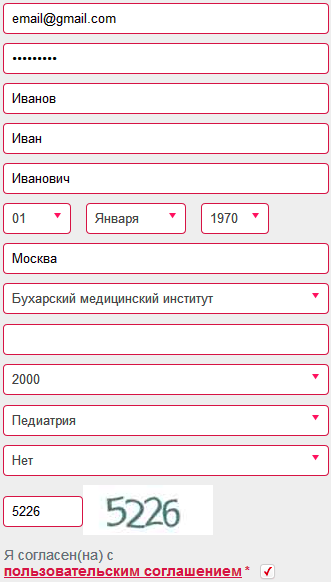 email@gmail.com
•••••••••
Иванов
Иван
Иванович
01 Января 1970
Москва
Бухарский медицинский институт
2000
Педиатрия
Нет
5226 5226
Я согласен(на) с
пользовательским соглашением *